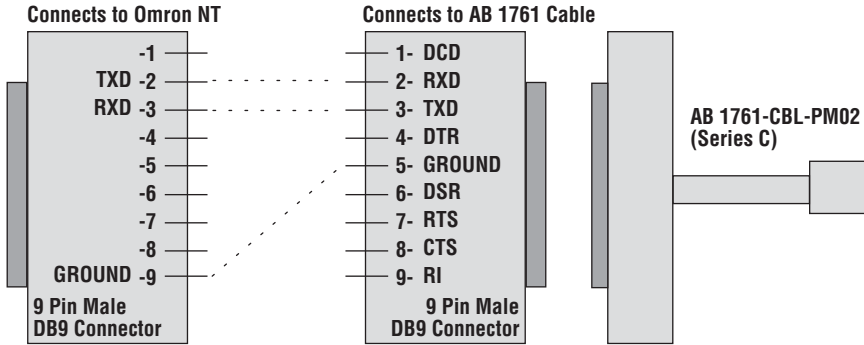 Connects to Omron NT
-1
TXD -2
RXD -3
-4
-5
-6
-7
-8
GROUND -9
9 Pin Male
DB9 Connector
Connects to AB 1761 Cable
1- DCD
2- RXD
3- TXD
4- DTR
5- GROUND
6- DSR
7- RTS
8- CTS
9- RI
9 Pin Male
DB9 Connector
AB 1761-CBL-PM02
(Series C)